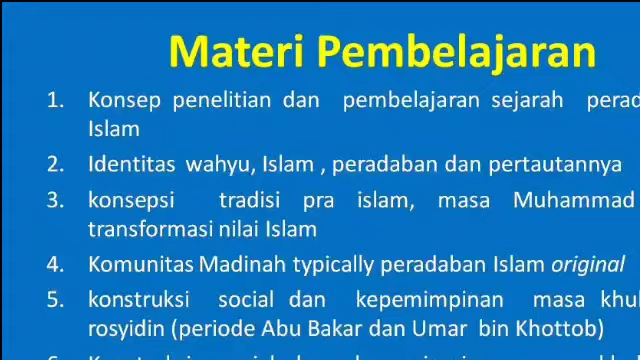 Materi Pembelajaran
1. Konsep penelitian dan pembelajaran sejarah
Islam
2. Identitas wahyu, Islam , peradaban dan pertautannya
3. konsepsi tradisi pra islam, masa Muhammad
transformasi nilai Islam
4. Komunitas Madinah typically peradaban Islam original
5. konstruksi social dan kepemimpinan masa
rosyidin (periode Abu Bakar dan Umar bin Khottob)